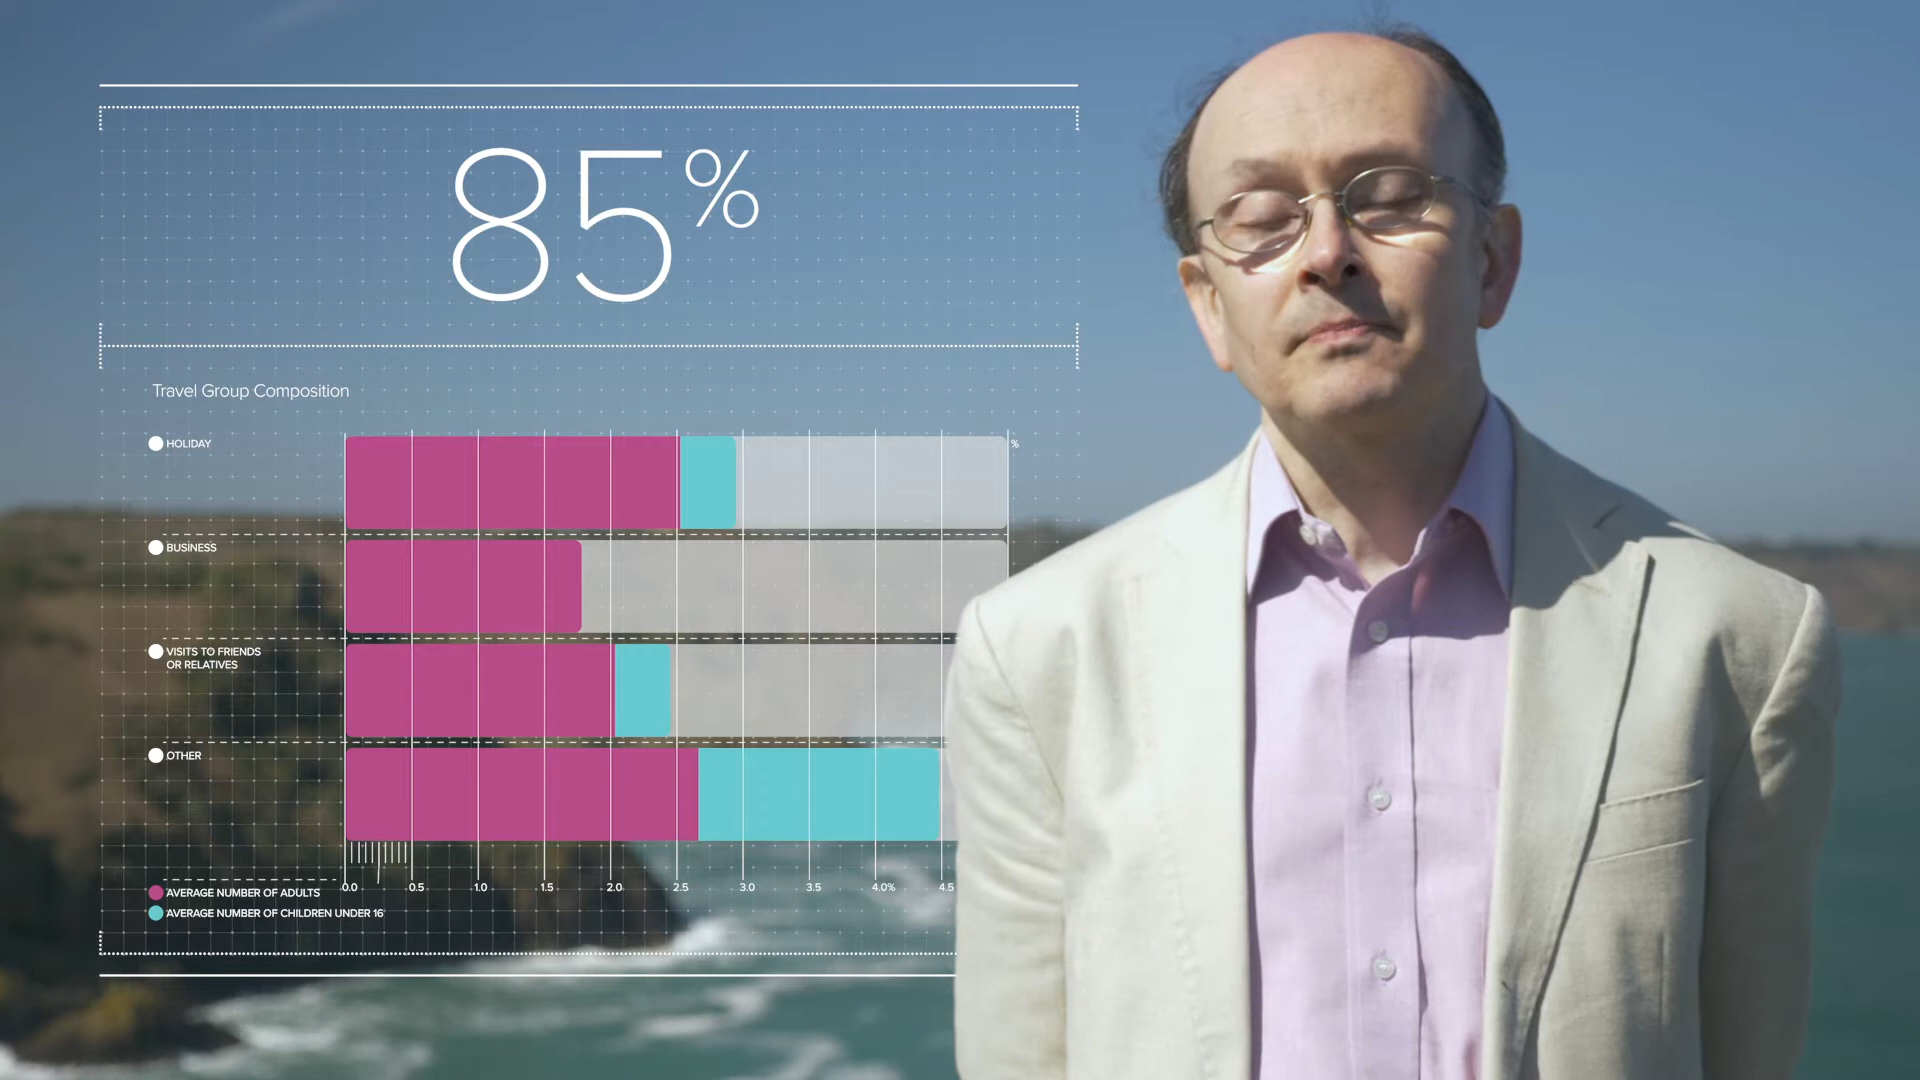 85%
Travel Group Composition
HOLIDAY
%
BUSINESS
VISITS TO FRIENDS
OR RELATIVES
OTHER
0.0 0.5 1.0 1.5 2.0 2.5 3.0 3.5 4.0% 4.5
AVERAGE NUMBER OF ADULTS
AVERAGE NUMBER OF CHILDREN UNDER 16